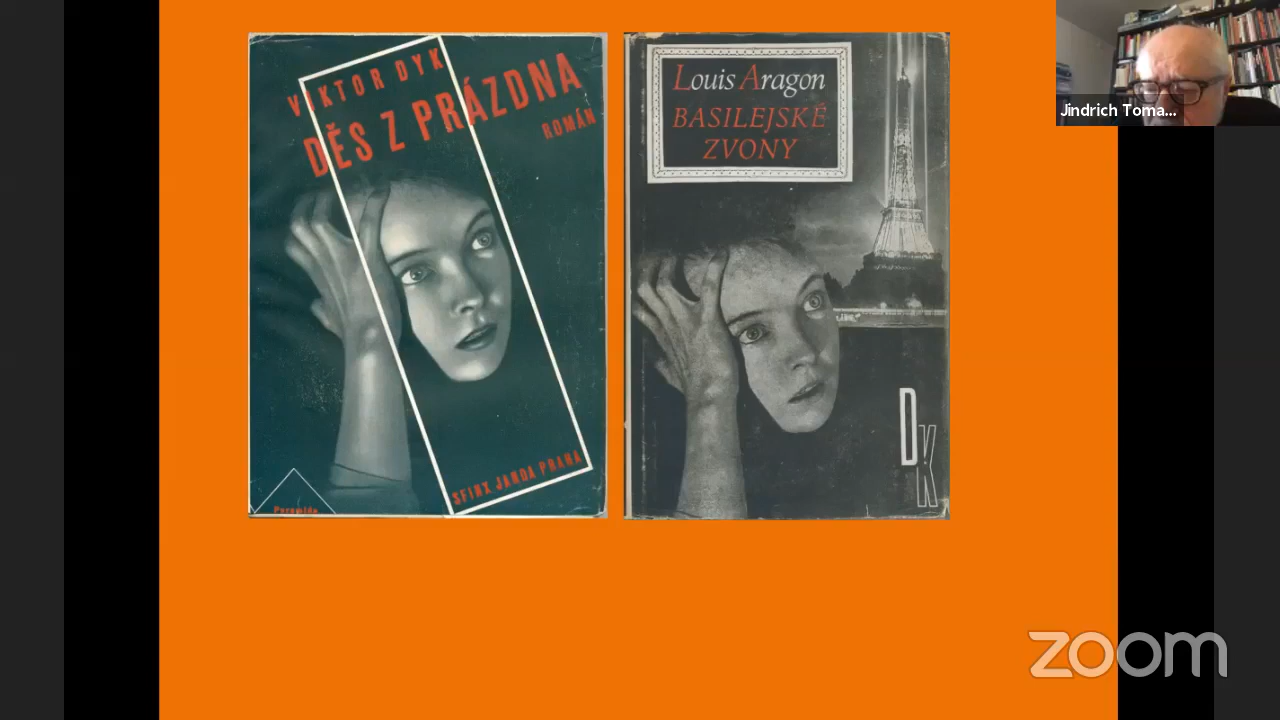 VIKTOR DYK
DĚS Z PRÁZDNA
ROMÁN
SFINX JANDA PRAHA
Pyramida
Louis Aragon
BASILEJSKÉ
ZVONY
DK
Jindrich Toma...
zoom